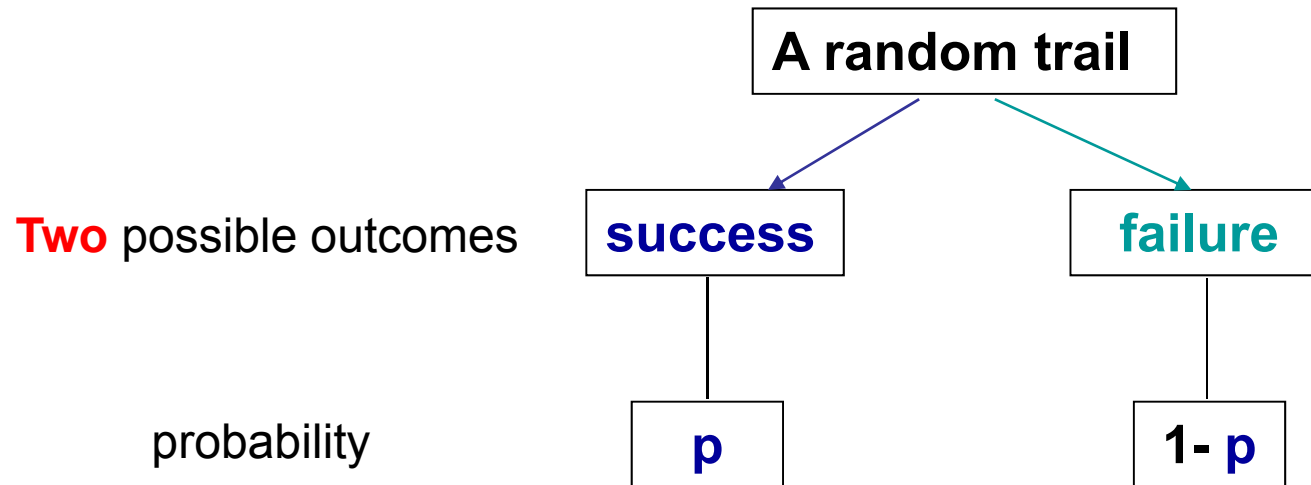 A random trail
Two possible outcomes
success
failure
probability
p
1- p